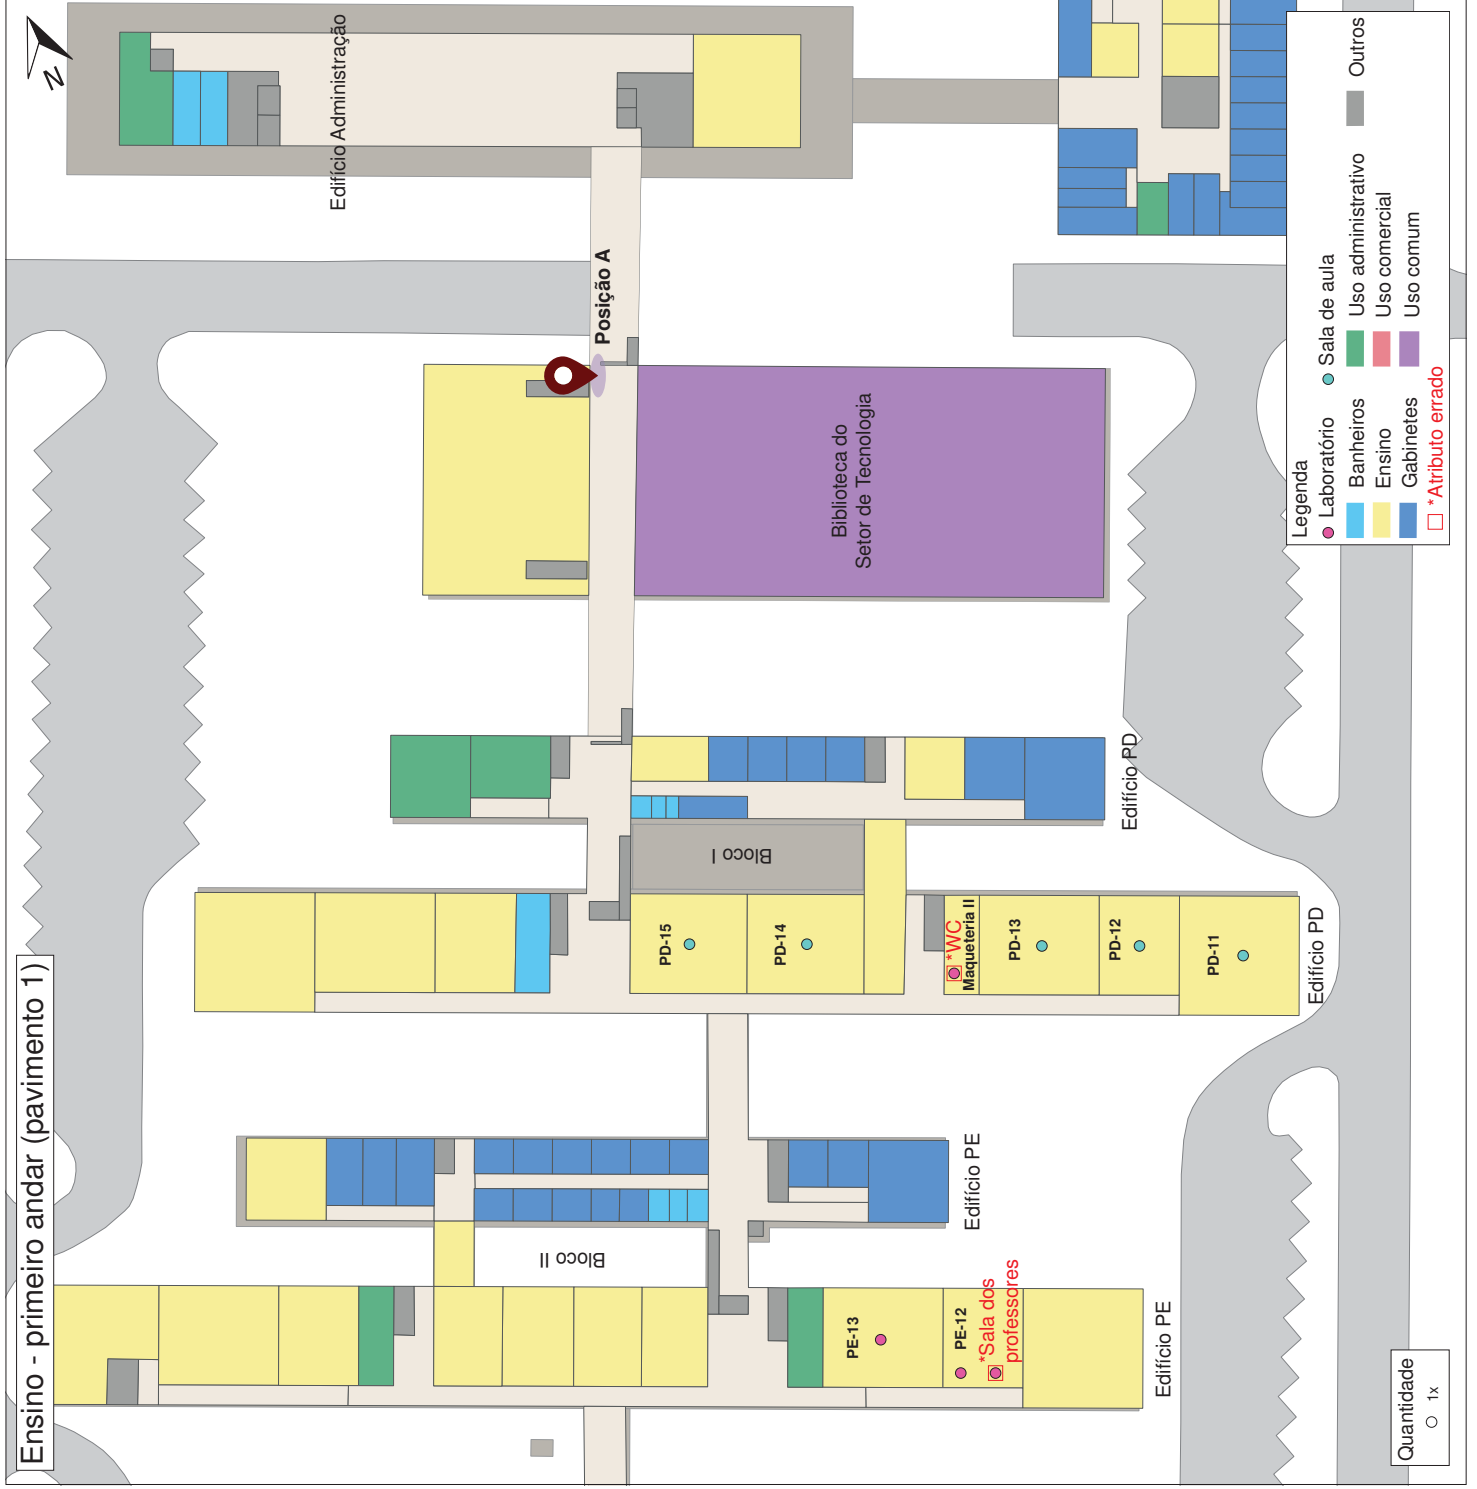 Ensino - primeiro andar (pavimento 1)
N
Edifício Administração
Posição A
Biblioteca do
Setor de Tecnologia
Edifício PD
Bloco I
PD-15
PD-14
*WC
Maqueteria II
PD-13
PD-12
PD-11
Edifício PD
Edifício PE
Bloco II
PE-13
PE-12
*Sala dos
professores
Edifício PE
Legenda
Laboratório
Sala de aula
Banheiros
Uso administrativo
Outros
Ensino
Uso comercial
Gabinetes
Uso comum
*Atributo errado
Quantidade
1x